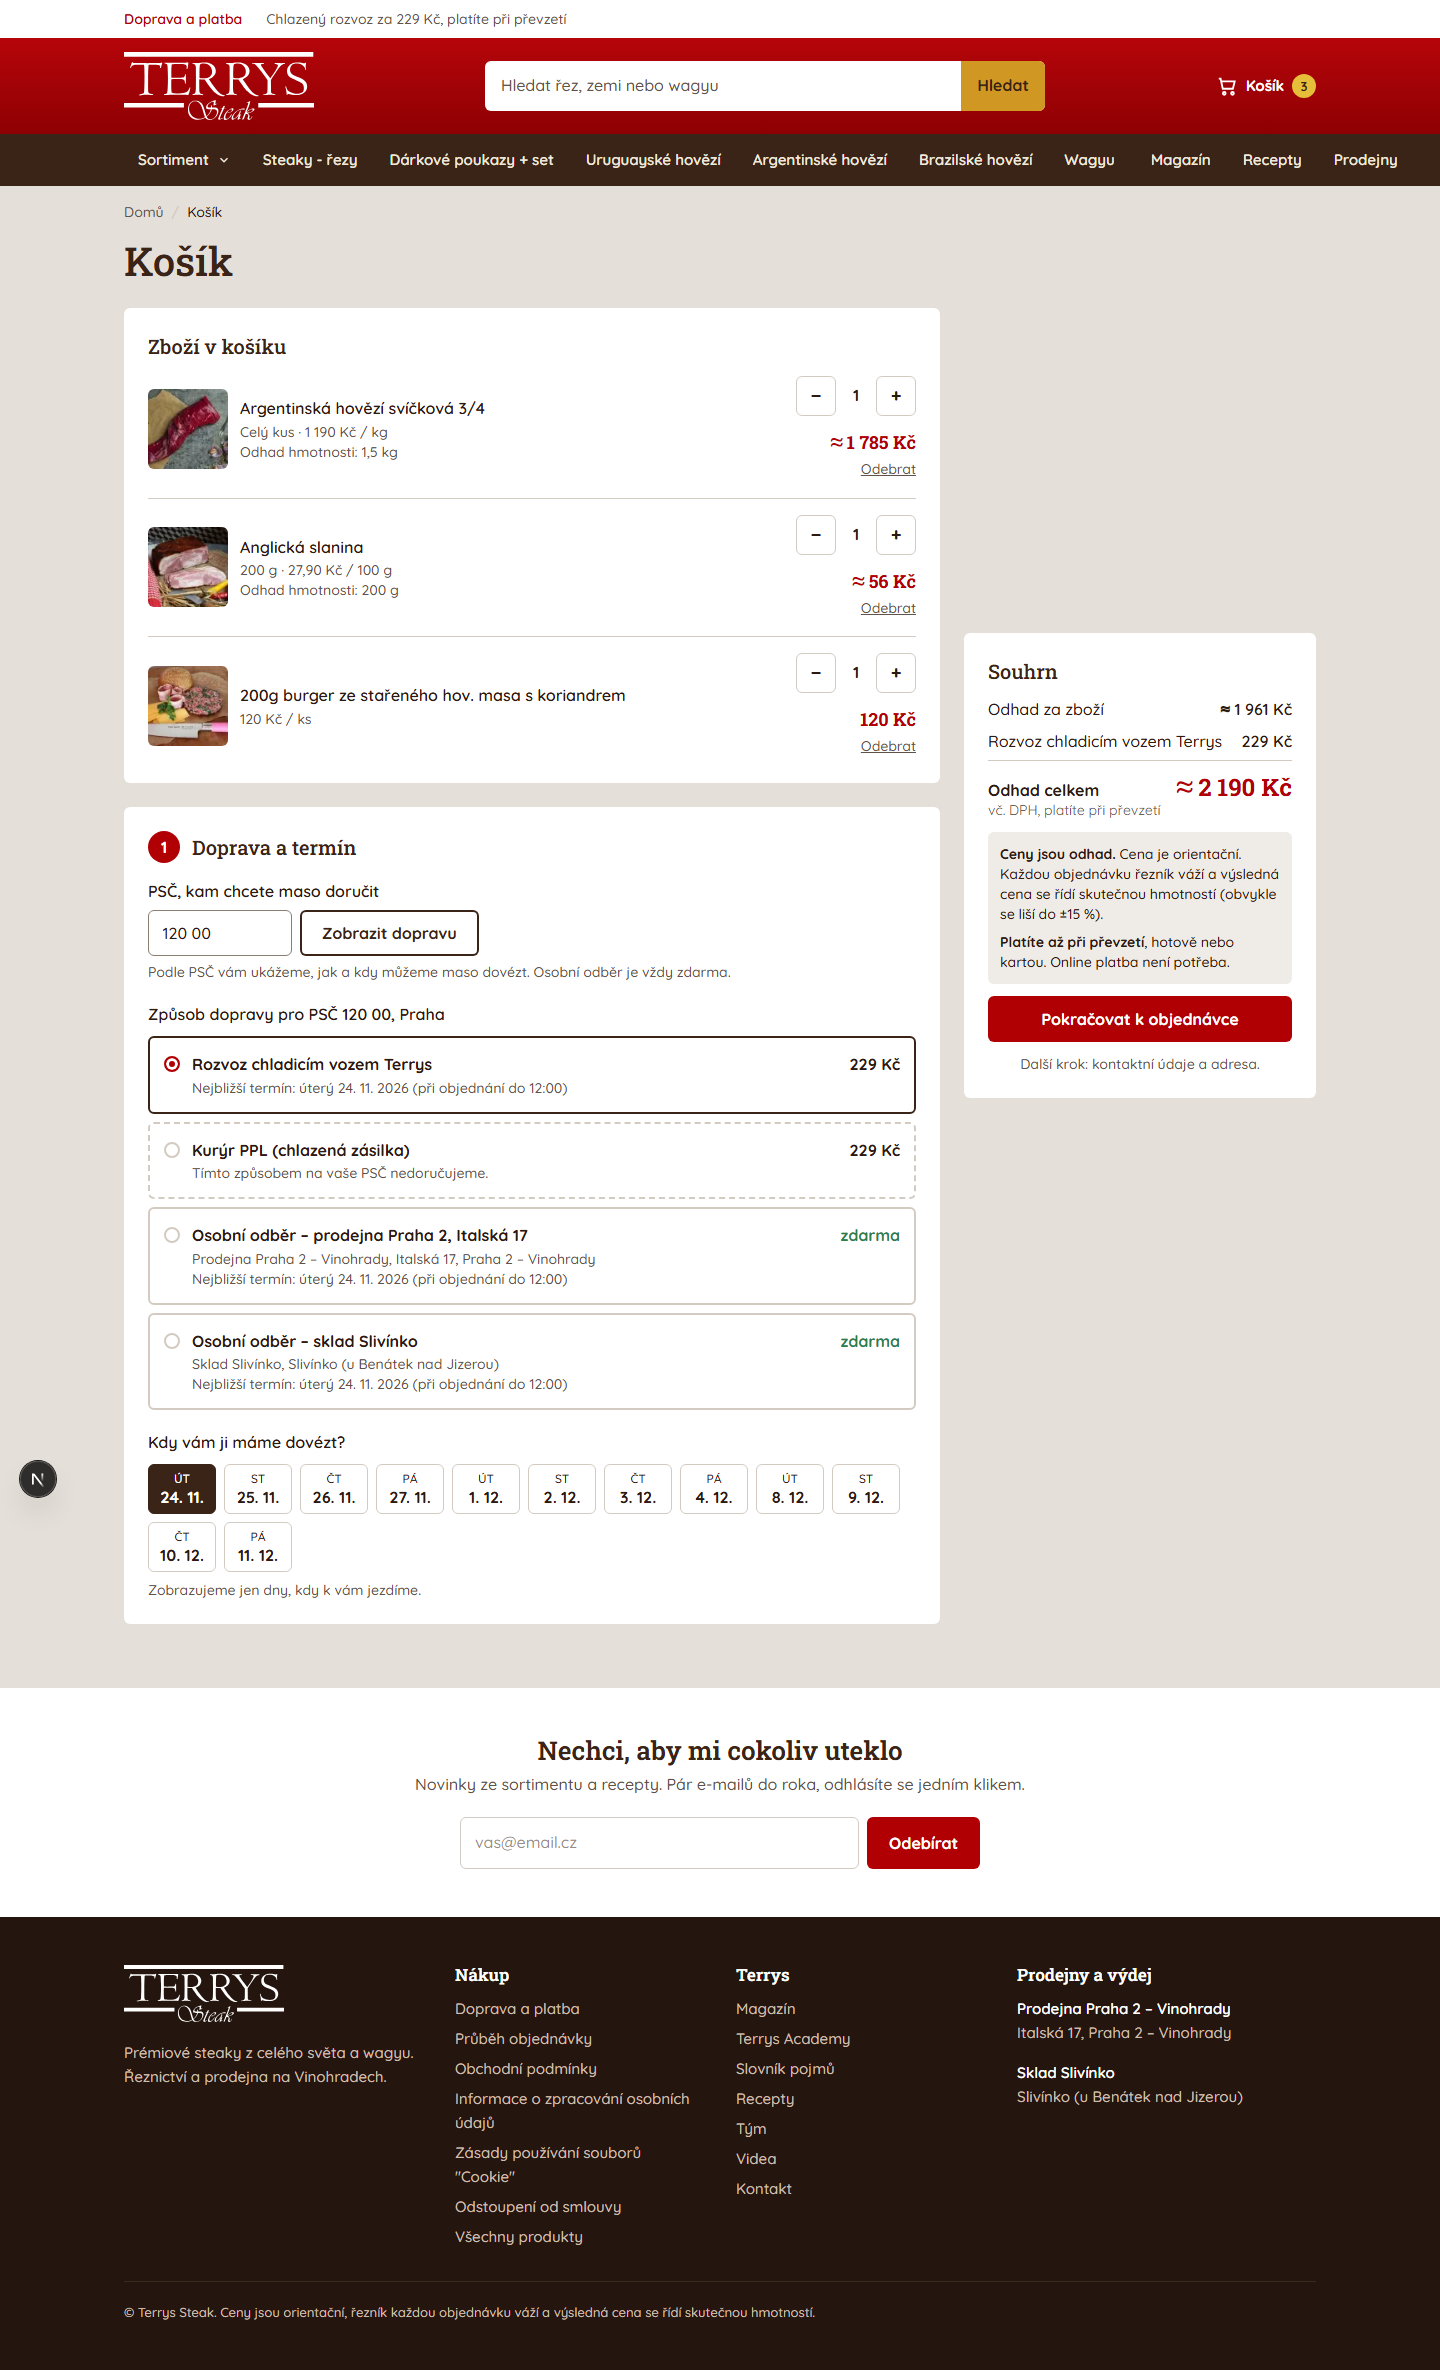 Doprava a platba
Chlazený rozvoz za 229 Kč, platíte při převzetí
TERRYS
Steak
Hledat řez, zemi nebo wagyu
Hledat
Košík
3
Sortiment
Steaky - řezy
Dárkové poukazy + set
Uruguayské hovězí
Argentinské hovězí
Brazilské hovězí
Wagyu
Magazín
Recepty
Prodejny
Domů / Košík
Košík
Zboží v košíku
Argentinská hovězí svíčková 3/4
Celý kus · 1 190 Kč / kg
Odhad hmotnosti: 1,5 kg
− 1 +
≈ 1 785 Kč
Odebrat
Anglická slanina
200 g · 27,90 Kč / 100 g
Odhad hmotnosti: 200 g
− 1 +
≈ 56 Kč
Odebrat
200g burger ze stařeného hov. masa s koriandrem
120 Kč / ks
− 1 +
120 Kč
Odebrat
1 Doprava a termín
PSČ, kam chcete maso doručit
120 00
Zobrazit dopravu
Podle PSČ vám ukážeme, jak a kdy můžeme maso dovézt. Osobní odběr je vždy zdarma.
Způsob dopravy pro PSČ 120 00, Praha
Rozvoz chladicím vozem Terrys 229 Kč
Nejbližší termín: úterý 24. 11. 2026 (při objednání do 12:00)
Kurýr PPL (chlazená zásilka) 229 Kč
Tímto způsobem na vaše PSČ nedoručujeme.
Osobní odběr – prodejna Praha 2, Italská 17 zdarma
Prodejna Praha 2 – Vinohrady, Italská 17, Praha 2 – Vinohrady
Nejbližší termín: úterý 24. 11. 2026 (při objednání do 12:00)
Osobní odběr – sklad Slivínko zdarma
Sklad Slivínko, Slivínko (u Benátek nad Jizerou)
Nejbližší termín: úterý 24. 11. 2026 (při objednání do 12:00)
Kdy vám ji máme dovézt?
ÚT ST ČT PÁ ÚT ST ČT PÁ ÚT ST
24. 11. 25. 11. 26. 11. 27. 11. 1. 12. 2. 12. 3. 12. 4. 12. 8. 12. 9. 12.
ČT PÁ
10. 12. 11. 12.
Zobrazujeme jen dny, kdy k vám jezdíme.
Souhrn
Odhad za zboží ≈ 1 961 Kč
Rozvoz chladicím vozem Terrys 229 Kč
Odhad celkem ≈ 2 190 Kč
vč. DPH, platíte při převzetí
Ceny jsou odhad. Cena je orientační.
Každou objednávku řezník váží a výsledná
cena se řídí skutečnou hmotností (obvykle
se liší do ±15 %).
Platíte až při převzetí, hotově nebo
kartou. Online platba není potřeba.
Pokračovat k objednávce
Další krok: kontaktní údaje a adresa.
N
Nechci, aby mi cokoliv uteklo
Novinky ze sortimentu a recepty. Pár e-mailů do roka, odhlásíte se jedním klikem.
vas@email.cz
Odebírat
TERRYS
Steak
Prémiové steaky z celého světa a wagyu.
Řeznictví a prodejna na Vinohradech.
Nákup
Doprava a platba
Průběh objednávky
Obchodní podmínky
Informace o zpracování osobních
údajů
Zásady používání souborů
"Cookie"
Odstoupení od smlouvy
Všechny produkty
Terrys
Magazín
Terrys Academy
Slovník pojmů
Recepty
Tým
Videa
Kontakt
Prodejny a výdej
Prodejna Praha 2 – Vinohrady
Italská 17, Praha 2 – Vinohrady
Sklad Slivínko
Slivínko (u Benátek nad Jizerou)
© Terrys Steak. Ceny jsou orientační, řezník každou objednávku váží a výsledná cena se řídí skutečnou hmotností.